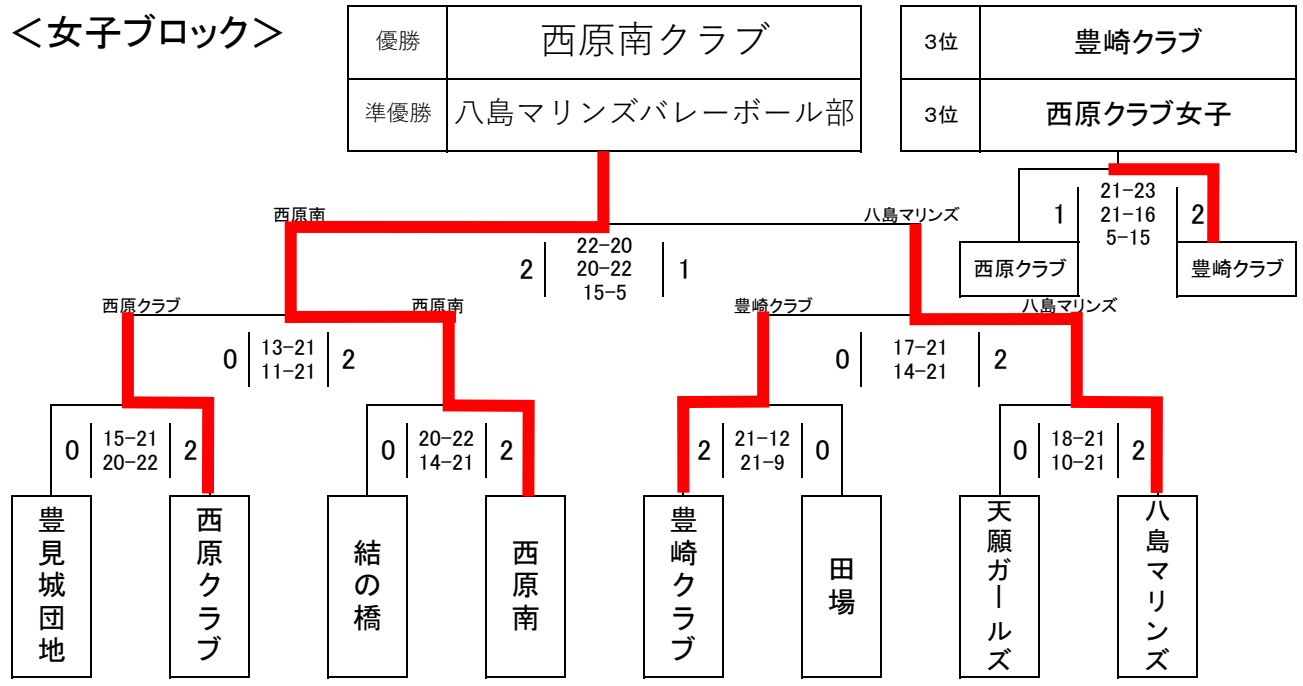 ＜女子ブロック＞
優勝 西原南クラブ
準優勝 八島マリンズバレーボール部
3位 豊崎クラブ
3位 西原クラブ女子
1 21-23 2
21-16
5-15
西原クラブ 豊崎クラブ
西原南 八島マリンズ
2 22-20 1
20-22
15-5
西原クラブ 西原南 豊崎クラブ 八島マリンズ
0 13-21 2
11-21
0 17-21 2
14-21
0 15-21 2
20-22
0 20-22 2
14-21
2 21-12 0
21-9
0 18-21 2
10-21
豊見城団地
西原クラブ
結の橋
西原南
豊崎クラブ
田場
天願ガールズ
八島マリンズ